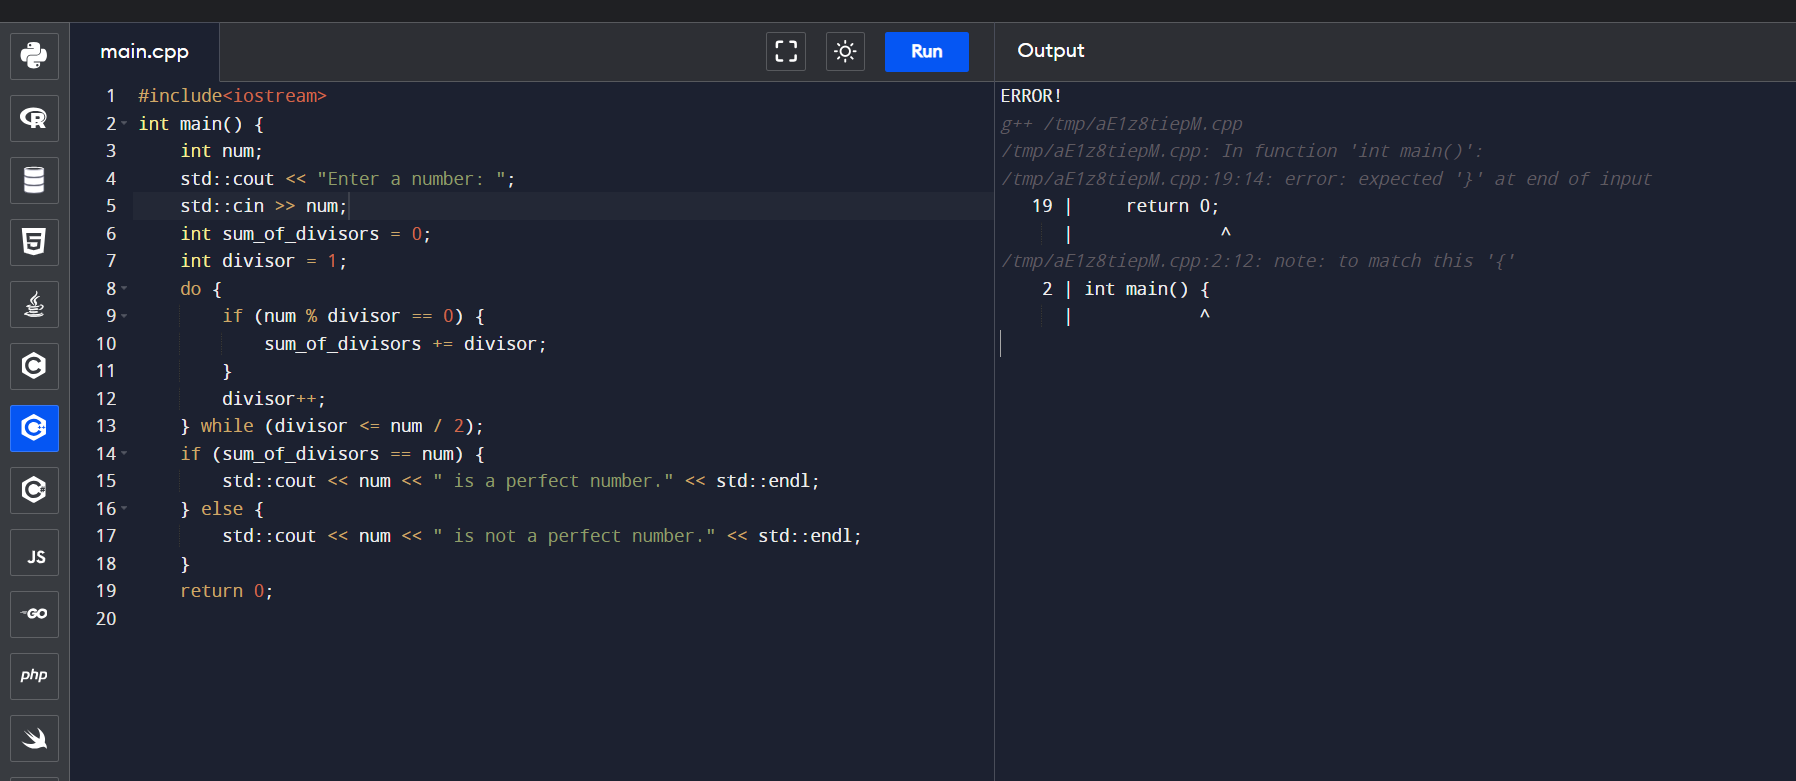 main.cpp
Run
Output
1 #include<iostream>
2 int main() {
3     int num;
4     std::cout << "Enter a number: ";
5     std::cin >> num;
6     int sum_of_divisors = 0;
7     int divisor = 1;
8     do {
9         if (num % divisor == 0) {
10             sum_of_divisors += divisor;
11         }
12         divisor++;
13     } while (divisor <= num / 2);
14     if (sum_of_divisors == num) {
15         std::cout << num << " is a perfect number." << std::endl;
16     } else {
17         std::cout << num << " is not a perfect number." << std::endl;
18     }
19     return 0;
20
ERROR!
g++ /tmp/aE1z8tiepM.cpp
/tmp/aE1z8tiepM.cpp: In function 'int main()':
/tmp/aE1z8tiepM.cpp:19:14: error: expected '}' at end of input
   19 |     return 0;
      |              ^
/tmp/aE1z8tiepM.cpp:2:12: note: to match this '{'
    2 | int main() {
      |            ^
R
5
C
C++
C#
JS
GO
php